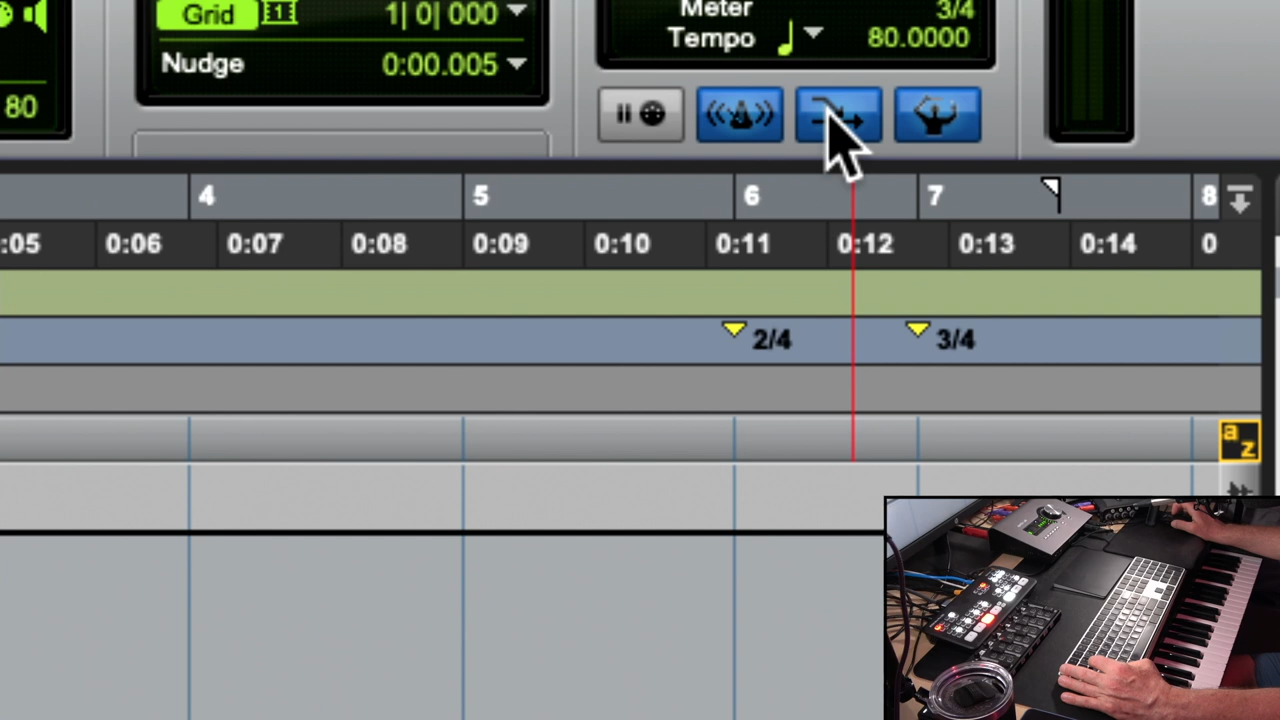 Grid 1| 0| 000
Nudge 0:00.005
80
Meter 3/4
Tempo 80.0000
4 5 6 7 8
:05 0:06 0:07 0:08 0:09 0:10 0:11 0:12 0:13 0:14 0
2/4 3/4
a
z